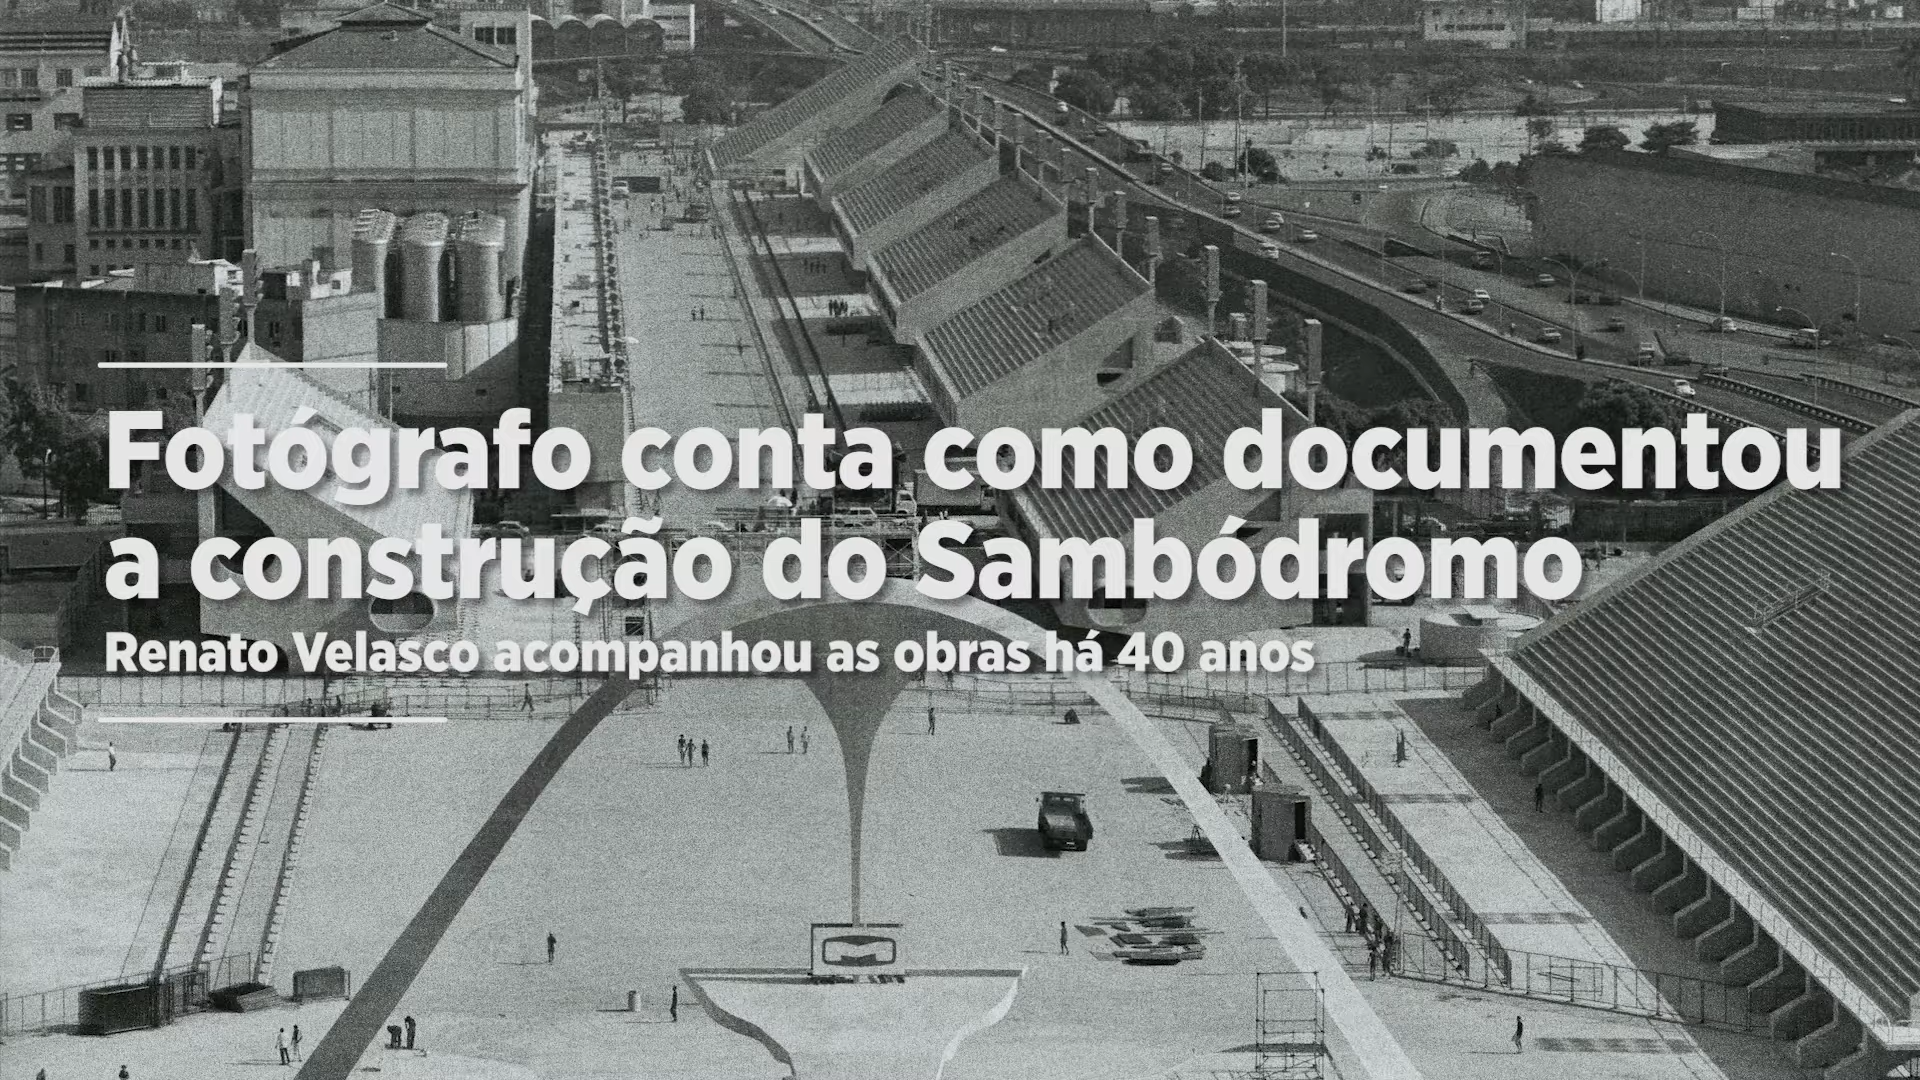 Fotógrafo conta como documentou
a construção do Sambódromo
Renato Velasco acompanhou as obras há 40 anos